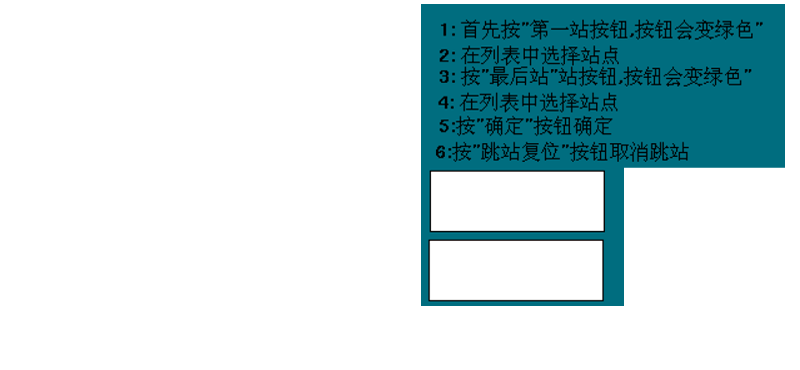 1: 首先按"第一站按钮,按钮会变绿色"
2: 在列表中选择站点
3: 按"最后站"站按钮,按钮会变绿色"
4: 在列表中选择站点
5:按"确定"按钮确定
6:按"跳站复位"按钮取消跳站